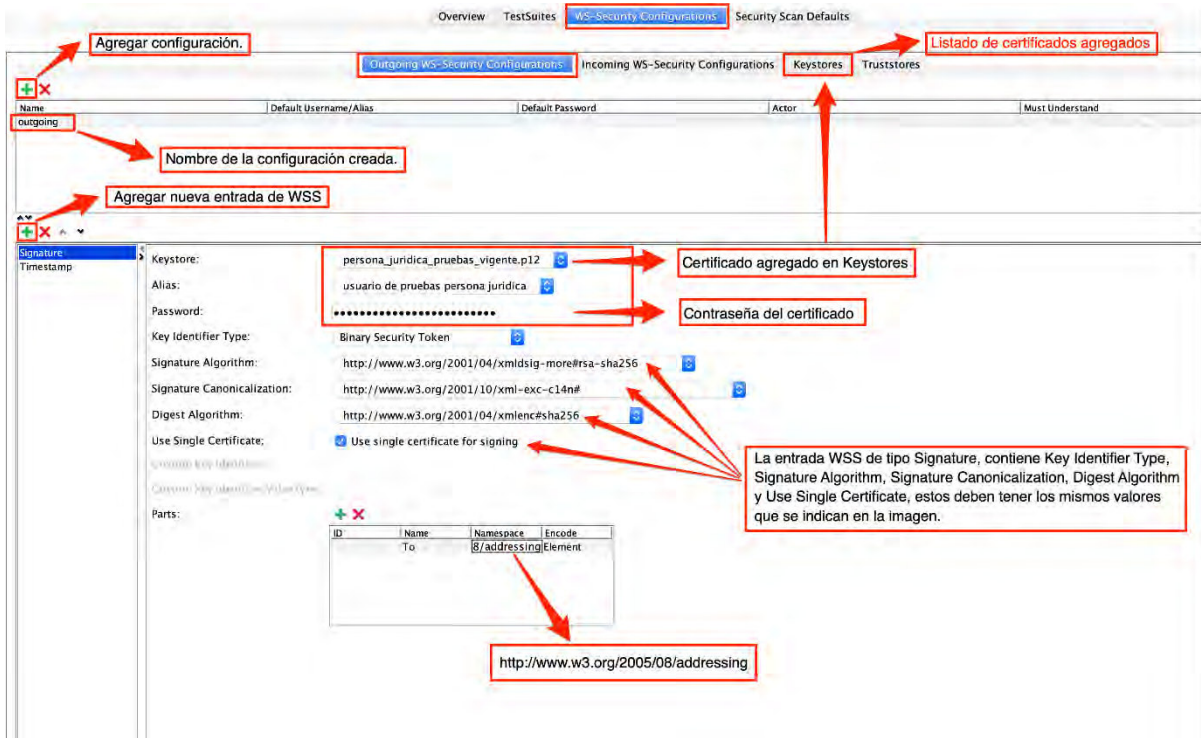 Overview TestSuites WS-Security Configurations Security Scan Defaults
Agregar configuración.
Listado de certificados agregados
Outgoing WS-Security Configurations Incoming WS-Security Configurations Keystores Truststores
Name Default Username/Alias Default Password Actor Must Understand
outgoing
Nombre de la configuración creada.
Agregar nueva entrada de WSS
Signature
Timestamp
Keystore: persona_juridica_pruebas_vigente.p12
Certificado agregado en Keystores
Alias: usuario de pruebas persona juridica
Password: ••••••••••••••••••••••••••
Contraseña del certificado
Key Identifier Type: Binary Security Token
Signature Algorithm: http://www.w3.org/2001/04/xmldsig-more#rsa-sha256
Signature Canonicalization: http://www.w3.org/2001/10/xml-exc-c14n#
Digest Algorithm: http://www.w3.org/2001/04/xmlenc#sha256
Use Single Certificate: Use single certificate for signing
La entrada WSS de tipo Signature, contiene Key Identifier Type,
Signature Algorithm, Signature Canonicalization, Digest Algorithm
y Use Single Certificate, estos deben tener los mismos valores
que se indican en la imagen.
Custom Key Identifier:
Custom Key Identifier ValueType:
Parts:
ID Name Namespace Encode
To 8/addressing Element
http://www.w3.org/2005/08/addressing